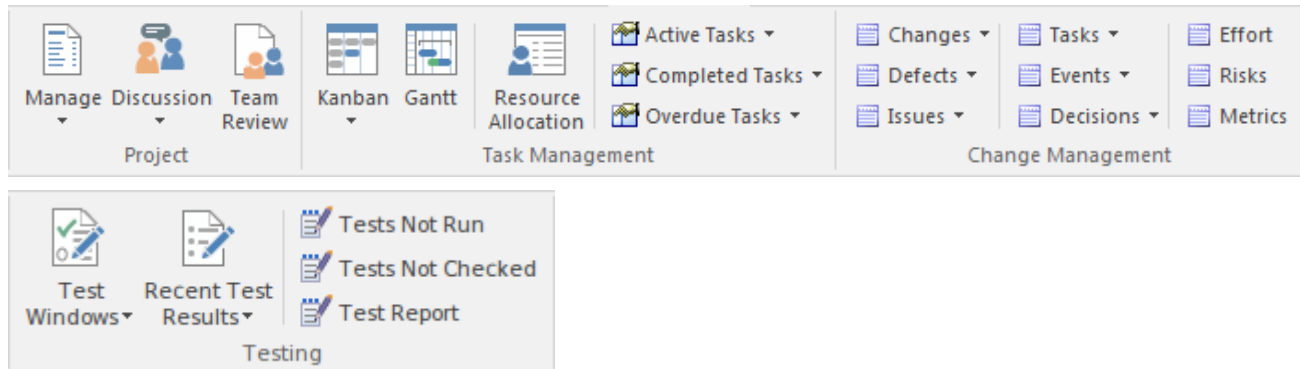 Manage
Discussion
Team
Review
Project
Kanban
Gantt
Resource
Allocation
Active Tasks
Completed Tasks
Overdue Tasks
Task Management
Changes
Defects
Issues
Tasks
Events
Decisions
Effort
Risks
Metrics
Change Management
Test
Windows
Recent Test
Results
Tests Not Run
Tests Not Checked
Test Report
Testing